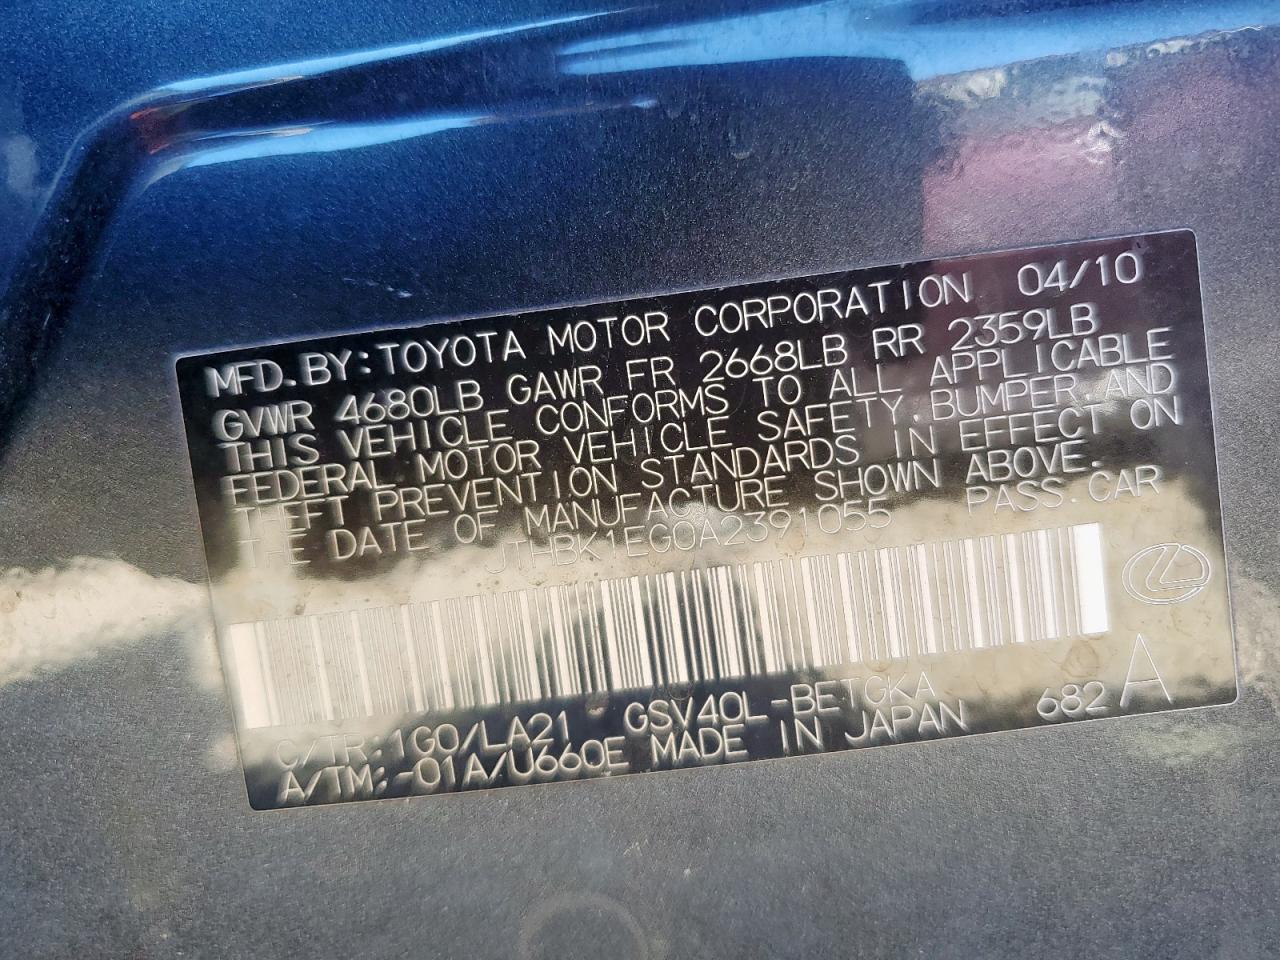 MFD. BY: TOYOTA MOTOR CORPORATION 04/10
GVWR 4680LB GAWR FR 2668LB RR 2359LB
THIS VEHICLE CONFORMS TO ALL APPLICABLE
FEDERAL MOTOR VEHICLE SAFETY, BUMPER, AND
THEFT PREVENTION STANDARDS IN EFFECT ON
THE DATE OF MANUFACTURE SHOWN ABOVE.
JTHBK1EG0A2391055 PASS. CAR
C/TR: 1G0/LA21 GSV40L-BETGKA
A/TM: -01A/U660E MADE IN JAPAN 682 A